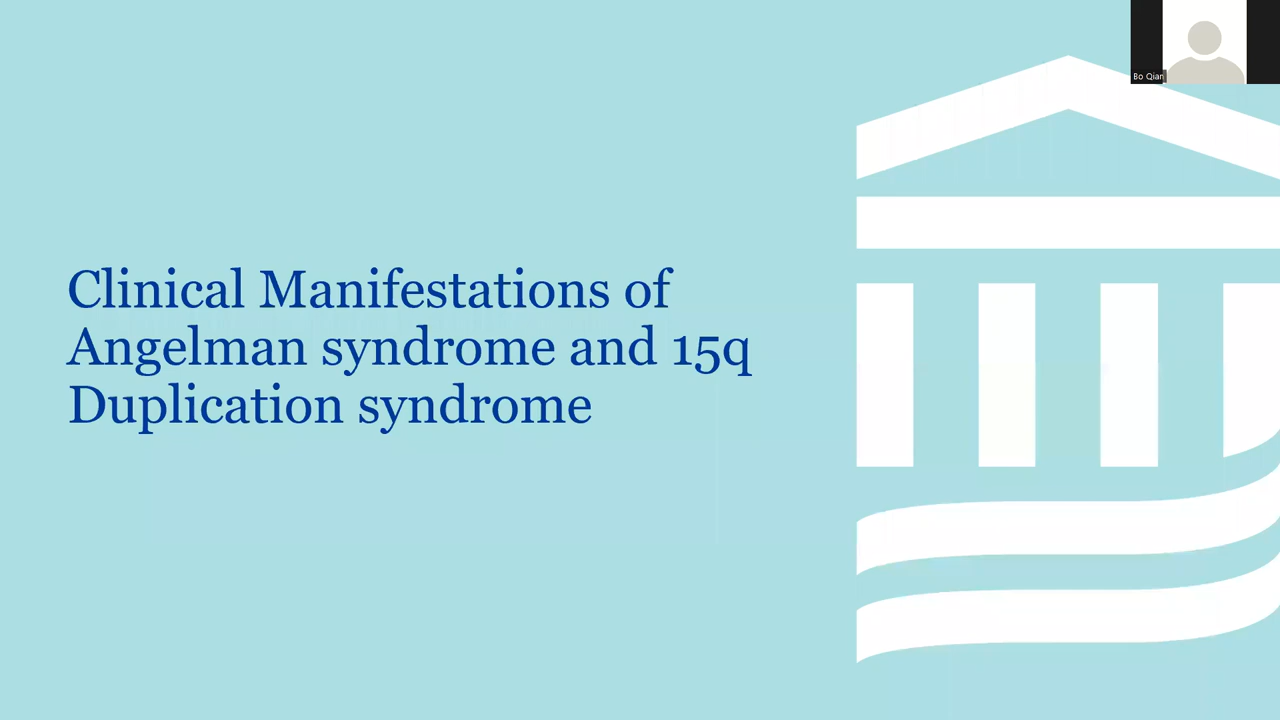 Bo Qian
Clinical Manifestations of
Angelman syndrome and 15q
Duplication syndrome